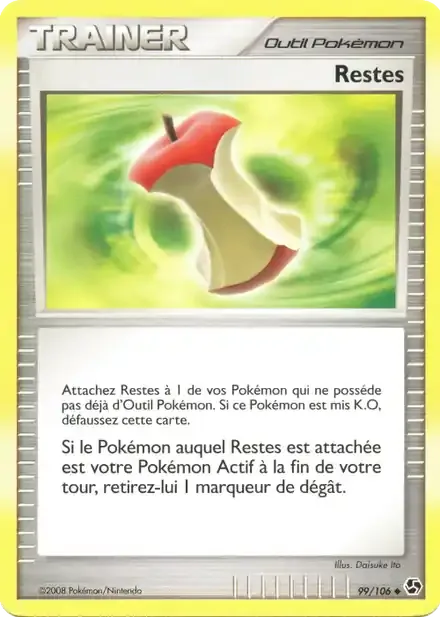 TRAINER
Outil Pokémon
Restes
Attachez Restes à 1 de vos Pokémon qui ne possède
pas déjà d'Outil Pokémon. Si ce Pokémon est mis K.O,
défaussez cette carte.
Si le Pokémon auquel Restes est attachée
est votre Pokémon Actif à la fin de votre
tour, retirez-lui 1 marqueur de dégât.
Illus. Daisuke Ito
©2008 Pokémon/Nintendo
99/106